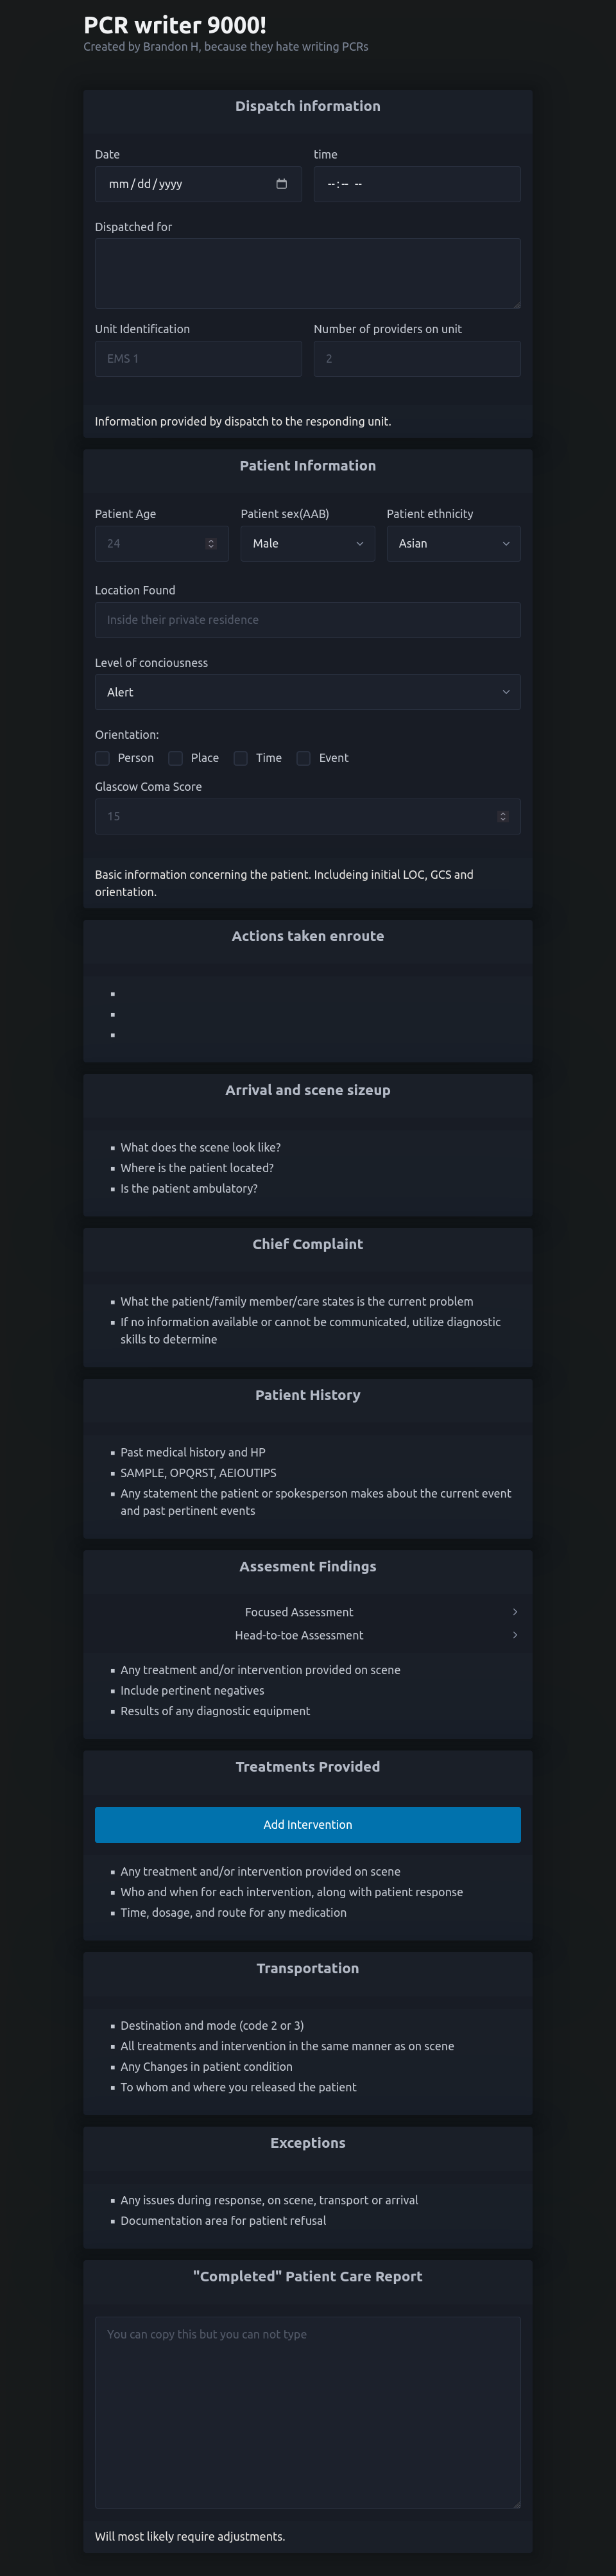 PCR writer 9000!
Created by Brandon H, because they hate writing PCRs
Dispatch information
Date
time
mm/dd/yyyy
--:-- --
Dispatched for
Unit Identification
Number of providers on unit
EMS 1
2
Information provided by dispatch to the responding unit.
Patient Information
Patient Age
Patient sex(AAB)
Patient ethnicity
24
Male
Asian
Location Found
Inside their private residence
Level of conciousness
Alert
Orientation:
Person
Place
Time
Event
Glascow Coma Score
15
Basic information concerning the patient. Includeing initial LOC, GCS and
orientation.
Actions taken enroute
Arrival and scene sizeup
What does the scene look like?
Where is the patient located?
Is the patient ambulatory?
Chief Complaint
What the patient/family member/care states is the current problem
If no information available or cannot be communicated, utilize diagnostic
skills to determine
Patient History
Past medical history and HP
SAMPLE, OPQRST, AEIOUTIPS
Any statement the patient or spokesperson makes about the current event
and past pertinent events
Assesment Findings
Focused Assessment
Head-to-toe Assessment
Any treatment and/or intervention provided on scene
Include pertinent negatives
Results of any diagnostic equipment
Treatments Provided
Add Intervention
Any treatment and/or intervention provided on scene
Who and when for each intervention, along with patient response
Time, dosage, and route for any medication
Transportation
Destination and mode (code 2 or 3)
All treatments and intervention in the same manner as on scene
Any Changes in patient condition
To whom and where you released the patient
Exceptions
Any issues during response, on scene, transport or arrival
Documentation area for patient refusal
"Completed" Patient Care Report
You can copy this but you can not type
Will most likely require adjustments.